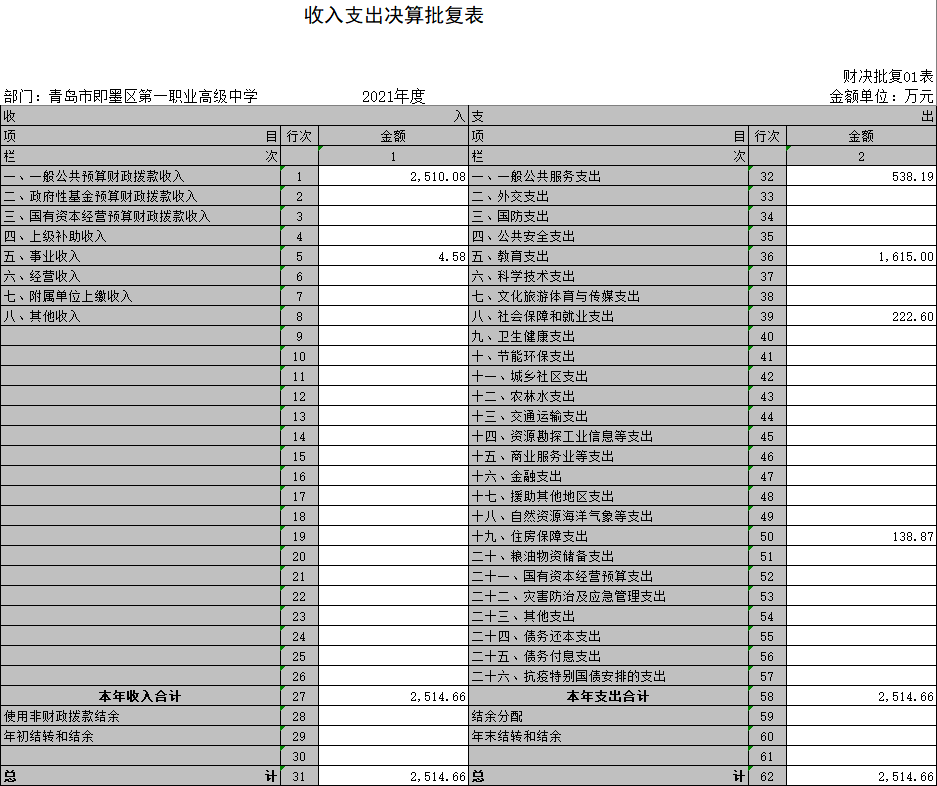 收入支出决算批复表
财决批复01表
部门：青岛市即墨区第一职业高级中学 2021年度 金额单位：万元
收 入 支 出
项 目 行次 金额 项 目 行次 金额
栏 次 1 栏 次 2
一、一般公共预算财政拨款收入 1 2,510.08 一、一般公共服务支出 32 538.19
二、政府性基金预算财政拨款收入 2 二、外交支出 33
三、国有资本经营预算财政拨款收入 3 三、国防支出 34
四、上级补助收入 4 四、公共安全支出 35
五、事业收入 5 4.58 五、教育支出 36 1,615.00
六、经营收入 6 六、科学技术支出 37
七、附属单位上缴收入 7 七、文化旅游体育与传媒支出 38
八、其他收入 8 八、社会保障和就业支出 39 222.60
9 九、卫生健康支出 40
10 十、节能环保支出 41
11 十一、城乡社区支出 42
12 十二、农林水支出 43
13 十三、交通运输支出 44
14 十四、资源勘探工业信息等支出 45
15 十五、商业服务业等支出 46
16 十六、金融支出 47
17 十七、援助其他地区支出 48
18 十八、自然资源海洋气象等支出 49
19 十九、住房保障支出 50 138.87
20 二十、粮油物资储备支出 51
21 二十一、国有资本经营预算支出 52
22 二十二、灾害防治及应急管理支出 53
23 二十三、其他支出 54
24 二十四、债务还本支出 55
25 二十五、债务付息支出 56
26 二十六、抗疫特别国债安排的支出 57
本年收入合计 27 2,514.66 本年支出合计 58 2,514.66
使用非财政拨款结余 28 结余分配 59
年初结转和结余 29 年末结转和结余 60
30 61
总 计 31 2,514.66 总 计 62 2,514.66